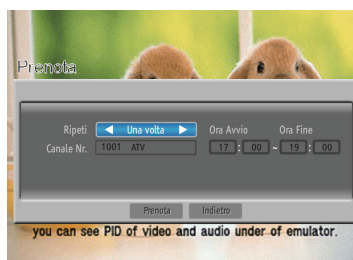 Prenota
Ripeti Una volta Ora Avvio Ora Fine
Canale Nr. 1001 ATV 17 : 00 ~ 19 : 00
Prenota Indietro
you can see PID of video and audio under of emulator.